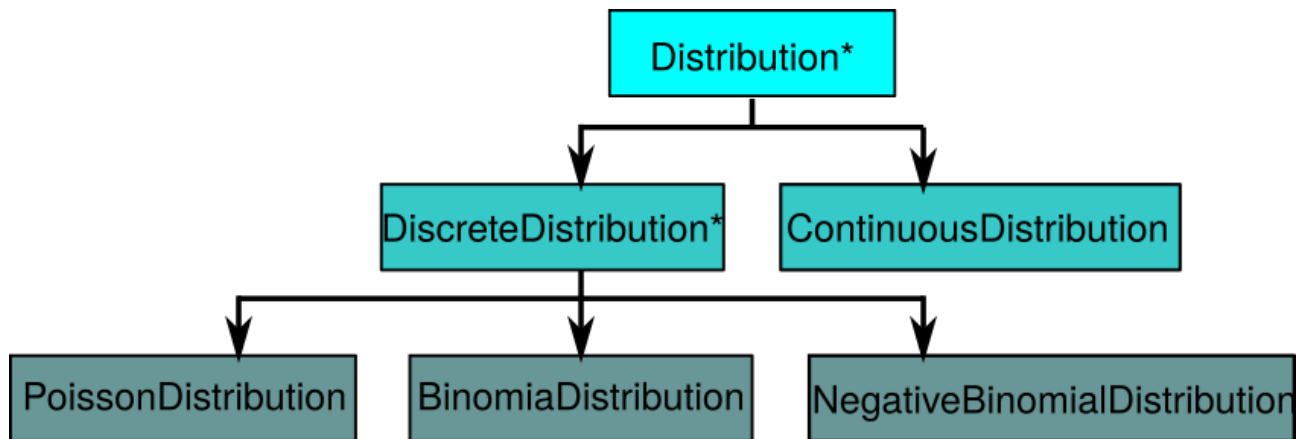 Distribution*
DiscreteDistribution*
ContinuousDistribution
PoissonDistribution
BinomiaDistribution
NegativeBinomialDistribution